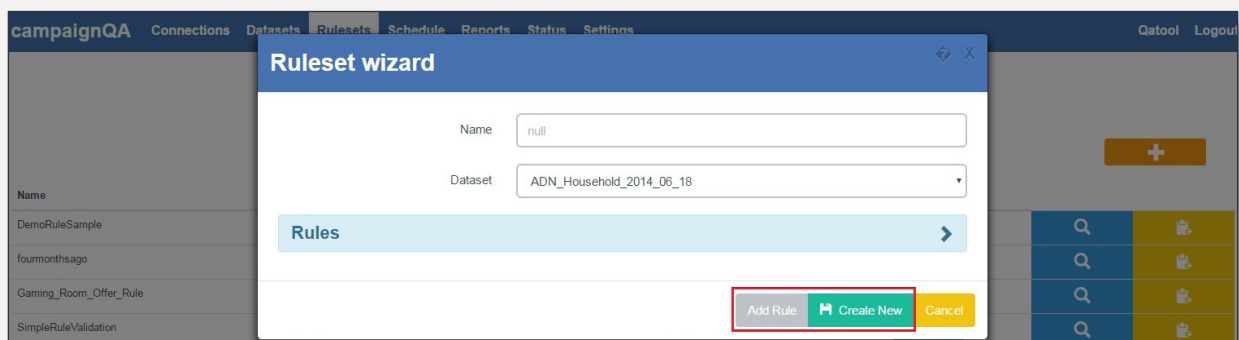 campaignQA Connections Datasets Rulesets Schedule Reports Status Settings Qatool Logout
Ruleset wizard X
Name null
Dataset ADN_Household_2014_06_18
Name
Rules
DemoRuleSample
fourmonthsago
Gaming_Room_Offer_Rule
Add Rule Create New Cancel
SimpleRuleValidation